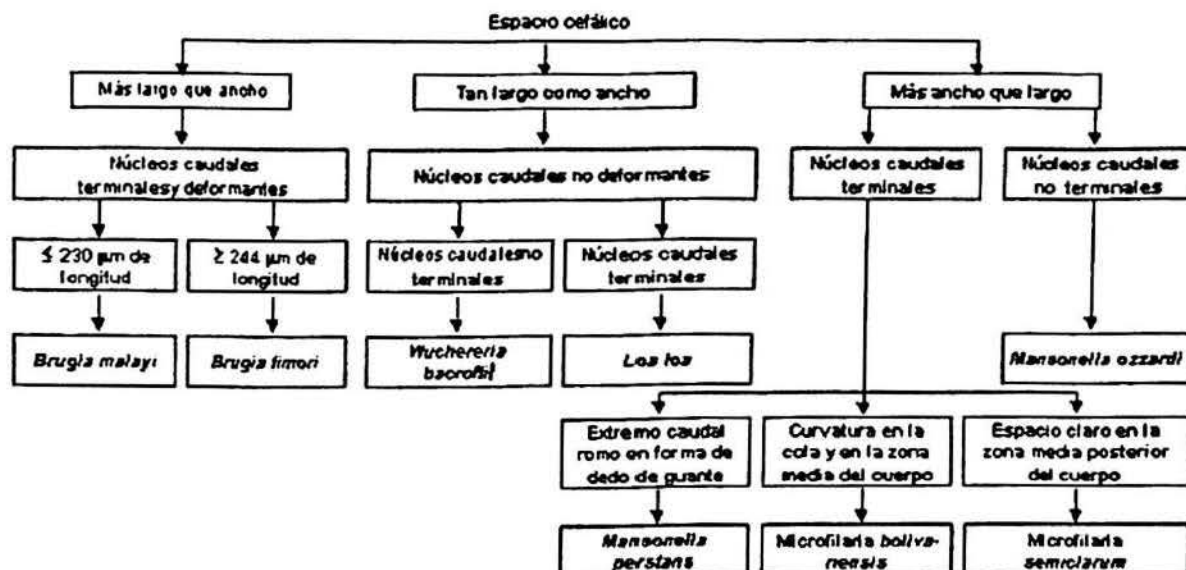 Espacio cefálico
Más largo que ancho
Tan largo como ancho
Más ancho que largo
Núcleos caudales
terminales y deformantes
Núcleos caudales no deformantes
Núcleos caudales
terminales
Núcleos caudales
no terminales
≤ 230 µm de
longitud
≥ 244 µm de
longitud
Núcleos caudales no
terminales
Núcleos caudales
terminales
Brugia malayi
Brugia timori
Wuchereria
bacrofti
Loa loa
Mansonella ozzardi
Extremo caudal
romo en forma de
dedo de guante
Curvatura en la
cola y en la zona
media del cuerpo
Espacio claro en la
zona media posterior
del cuerpo
Mansonella
perstans
Microfilaria boliva-
riensis
Microfilaria
semiclarum